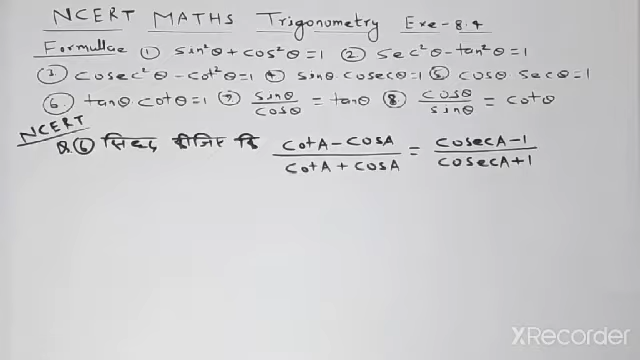 NCERT MATHS Trigonometry Exe-8.4
Formullae ① sin²θ + cos²θ = 1 ② sec²θ - tan²θ = 1
③ cosec²θ - cot²θ = 1 ④ sinθ cosecθ = 1 ⑤ cosθ secθ = 1
⑥ tanθ cotθ = 1 ⑦ sinθ/cosθ = tanθ ⑧ cosθ/sinθ = cotθ
NCERT
Q. ⑥ सिद्ध कीजिए कि (cotA - cosA)/(cotA + cosA) = (cosecA - 1)/(cosecA + 1)
XRecorder